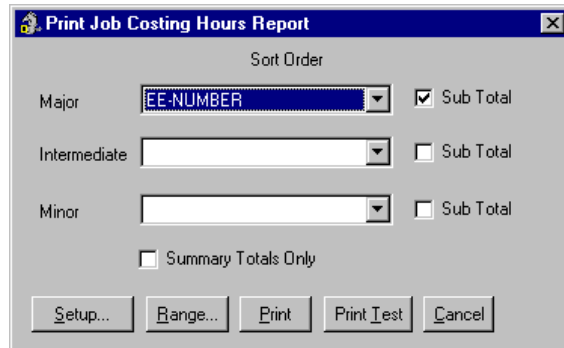 Print Job Costing Hours Report
Sort Order
Major EE-NUMBER Sub Total
Intermediate Sub Total
Minor Sub Total
Summary Totals Only
Setup... Range... Print Print Test Cancel